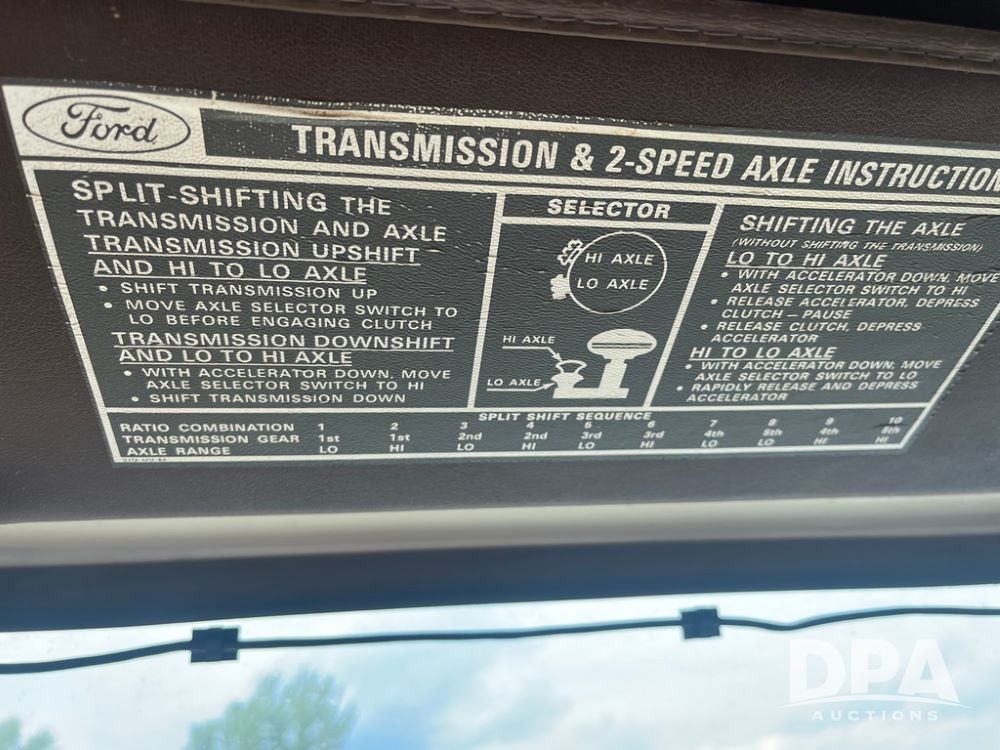 Ford
TRANSMISSION & 2-SPEED AXLE INSTRUCTION
SPLIT-SHIFTING THE
TRANSMISSION AND AXLE
TRANSMISSION UPSHIFT
AND HI TO LO AXLE
• SHIFT TRANSMISSION UP
• MOVE AXLE SELECTOR SWITCH TO
LO BEFORE ENGAGING CLUTCH
TRANSMISSION DOWNSHIFT
AND LO TO HI AXLE
• WITH ACCELERATOR DOWN, MOVE
AXLE SELECTOR SWITCH TO HI
• SHIFT TRANSMISSION DOWN
SELECTOR
HI AXLE
LO AXLE
HI AXLE
LO AXLE
SHIFTING THE AXLE
(WITHOUT SHIFTING THE TRANSMISSION)
LO TO HI AXLE
• WITH ACCELERATOR DOWN, MOVE
AXLE SELECTOR SWITCH TO HI
• RELEASE ACCELERATOR, DEPRESS
CLUTCH – PAUSE
• RELEASE CLUTCH, DEPRESS
ACCELERATOR
HI TO LO AXLE
• WITH ACCELERATOR DOWN, MOVE
AXLE SELECTOR SWITCH TO LO
• RAPIDLY RELEASE AND DEPRESS
ACCELERATOR
SPLIT SHIFT SEQUENCE
RATIO COMBINATION 1 2 3 4 5 6 7 8 9 10
TRANSMISSION GEAR 1st 1st 2nd 2nd 3rd 3rd 4th 5th 4th 5th
AXLE RANGE LO HI LO HI LO HI LO LO HI HI
DPA
AUCTIONS